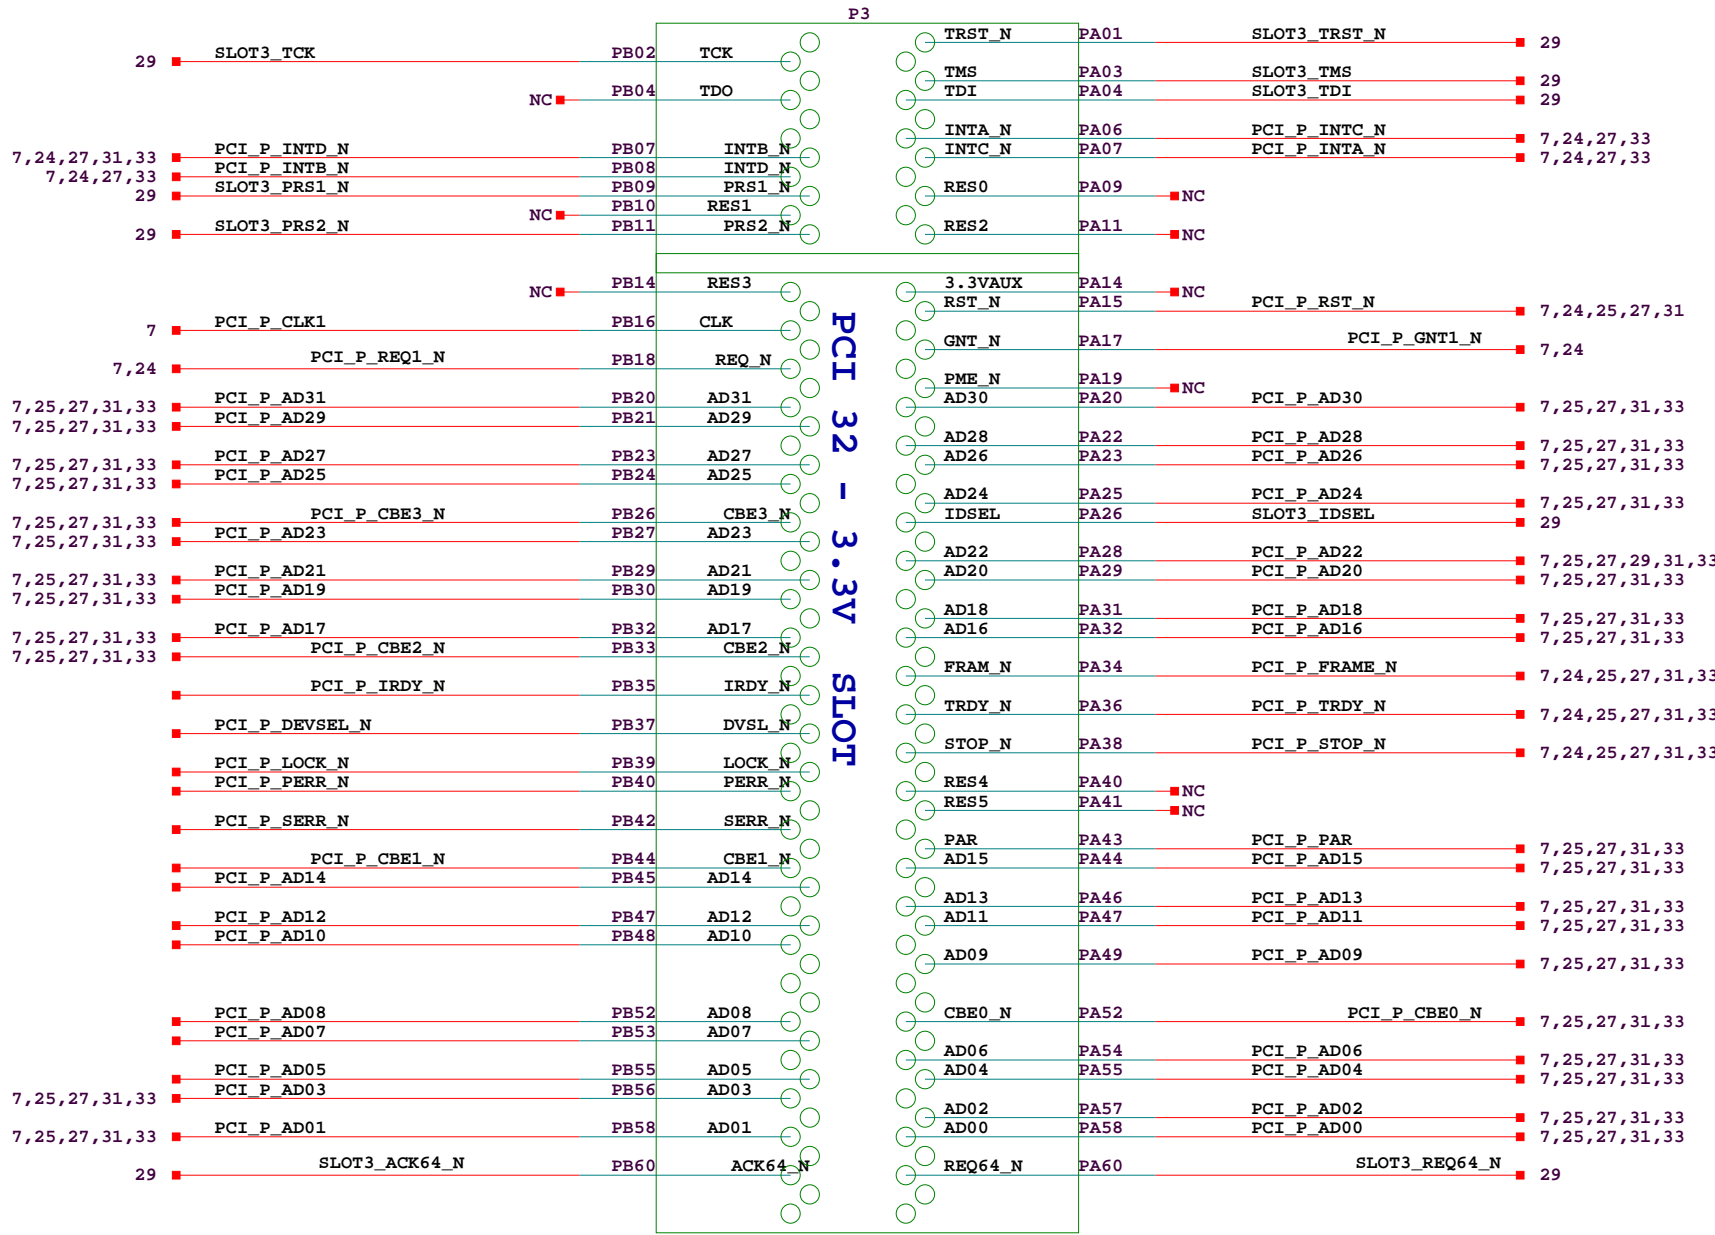 P3
TRST_N PA01 SLOT3_TRST_N 29
29 SLOT3_TCK PB02 TCK
TMS PA03 SLOT3_TMS 29
NC PB04 TDO TDI PA04 SLOT3_TDI 29
INTA_N PA06 PCI_P_INTC_N 7,24,27,33
7,24,27,31,33 PCI_P_INTD_N PB07 INTB_N INTC_N PA07 PCI_P_INTA_N 7,24,27,33
7,24,27,33 PCI_P_INTB_N PB08 INTD_N
29 SLOT3_PRS1_N PB09 PRS1_N RES0 PA09 NC
NC PB10 RES1
29 SLOT3_PRS2_N PB11 PRS2_N RES2 PA11 NC
NC PB14 RES3 3.3VAUX PA14 NC
RST_N PA15 PCI_P_RST_N 7,24,25,27,31
7 PCI_P_CLK1 PB16 CLK
GNT_N PA17 PCI_P_GNT1_N 7,24
7,24 PCI_P_REQ1_N PB18 REQ_N
PME_N PA19 NC
7,25,27,31,33 PCI_P_AD31 PB20 AD31 AD30 PA20 PCI_P_AD30 7,25,27,31,33
7,25,27,31,33 PCI_P_AD29 PB21 AD29
AD28 PA22 PCI_P_AD28 7,25,27,31,33
7,25,27,31,33 PCI_P_AD27 PB23 AD27 AD26 PA23 PCI_P_AD26 7,25,27,31,33
7,25,27,31,33 PCI_P_AD25 PB24 AD25
AD24 PA25 PCI_P_AD24 7,25,27,31,33
7,25,27,31,33 PCI_P_CBE3_N PB26 CBE3_N IDSEL PA26 SLOT3_IDSEL 29
7,25,27,31,33 PCI_P_AD23 PB27 AD23
AD22 PA28 PCI_P_AD22 7,25,27,29,31,33
7,25,27,31,33 PCI_P_AD21 PB29 AD21 AD20 PA29 PCI_P_AD20 7,25,27,31,33
7,25,27,31,33 PCI_P_AD19 PB30 AD19
AD18 PA31 PCI_P_AD18 7,25,27,31,33
7,25,27,31,33 PCI_P_AD17 PB32 AD17 AD16 PA32 PCI_P_AD16 7,25,27,31,33
7,25,27,31,33 PCI_P_CBE2_N PB33 CBE2_N
FRAM_N PA34 PCI_P_FRAME_N 7,24,25,27,31,33
PCI_P_IRDY_N PB35 IRDY_N
TRDY_N PA36 PCI_P_TRDY_N 7,24,25,27,31,33
PCI_P_DEVSEL_N PB37 DVSL_N
STOP_N PA38 PCI_P_STOP_N 7,24,25,27,31,33
PCI_P_LOCK_N PB39 LOCK_N
PCI_P_PERR_N PB40 PERR_N RES4 PA40 NC
RES5 PA41 NC
PCI_P_SERR_N PB42 SERR_N
PAR PA43 PCI_P_PAR 7,25,27,31,33
PCI_P_CBE1_N PB44 CBE1_N AD15 PA44 PCI_P_AD15 7,25,27,31,33
PCI_P_AD14 PB45 AD14
AD13 PA46 PCI_P_AD13 7,25,27,31,33
PCI_P_AD12 PB47 AD12 AD11 PA47 PCI_P_AD11 7,25,27,31,33
PCI_P_AD10 PB48 AD10
AD09 PA49 PCI_P_AD09 7,25,27,31,33
PCI_P_AD08 PB52 AD08 CBE0_N PA52 PCI_P_CBE0_N 7,25,27,31,33
PCI_P_AD07 PB53 AD07
AD06 PA54 PCI_P_AD06 7,25,27,31,33
PCI_P_AD05 PB55 AD05 AD04 PA55 PCI_P_AD04 7,25,27,31,33
7,25,27,31,33 PCI_P_AD03 PB56 AD03
AD02 PA57 PCI_P_AD02 7,25,27,31,33
7,25,27,31,33 PCI_P_AD01 PB58 AD01 AD00 PA58 PCI_P_AD00 7,25,27,31,33
29 SLOT3_ACK64_N PB60 ACK64_N REQ64_N PA60 SLOT3_REQ64_N 29
PCI 32 - 3.3V SLOT